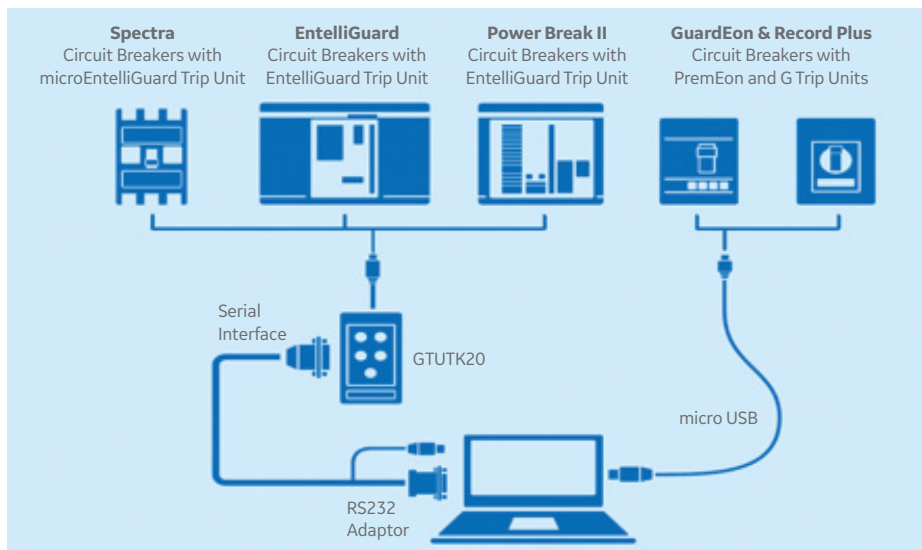 Spectra
Circuit Breakers with
microEntelliGuard Trip Unit
EntelliGuard
Circuit Breakers with
EntelliGuard Trip Unit
Power Break II
Circuit Breakers with
EntelliGuard Trip Unit
GuardEon & Record Plus
Circuit Breakers with
PremEon and G Trip Units
Serial
Interface
GTUTK20
micro USB
RS232
Adaptor